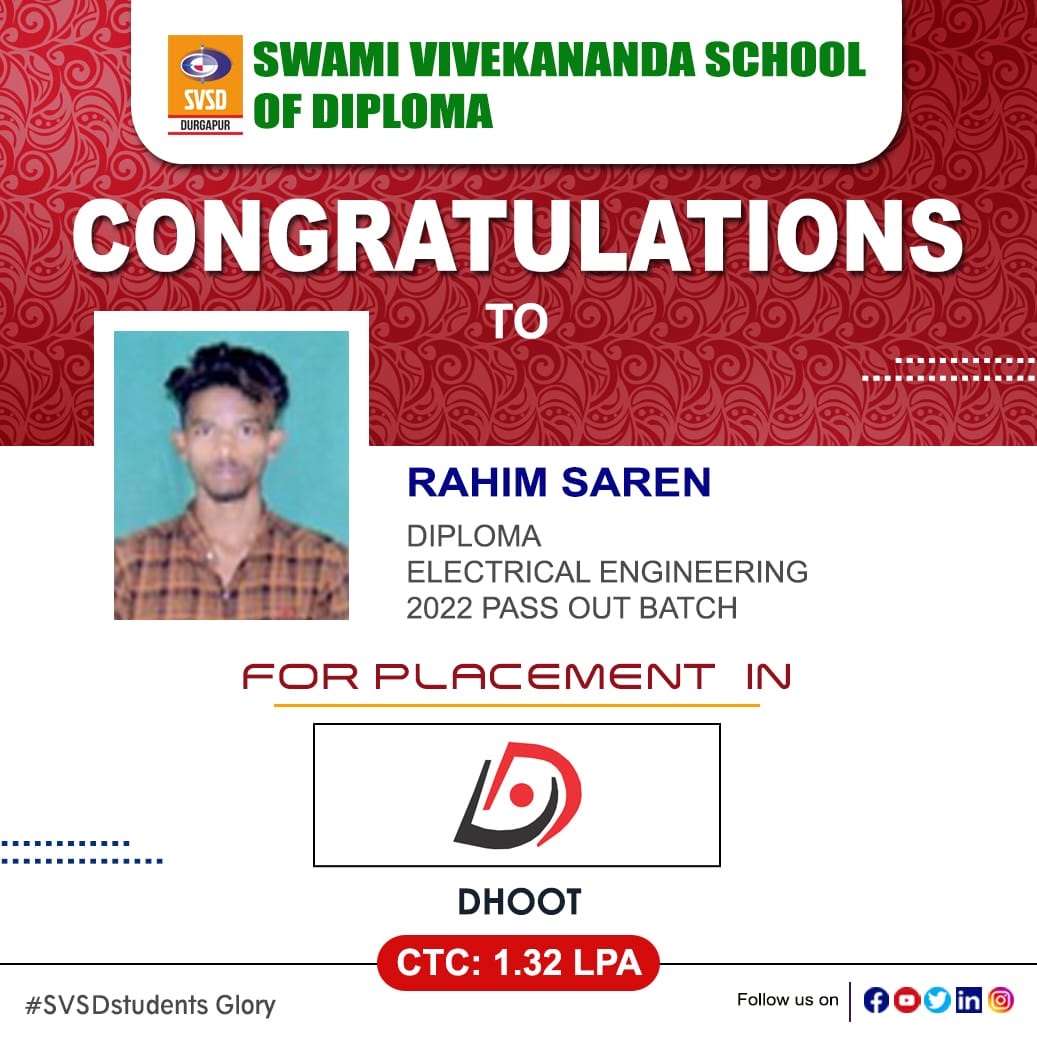 SVSD
DURGAPUR
SWAMI VIVEKANANDA SCHOOL
OF DIPLOMA
CONGRATULATIONS
TO
RAHIM SAREN
DIPLOMA
ELECTRICAL ENGINEERING
2022 PASS OUT BATCH
FOR PLACEMENT IN
DHOOT
CTC: 1.32 LPA
#SVSDstudents Glory
Follow us on